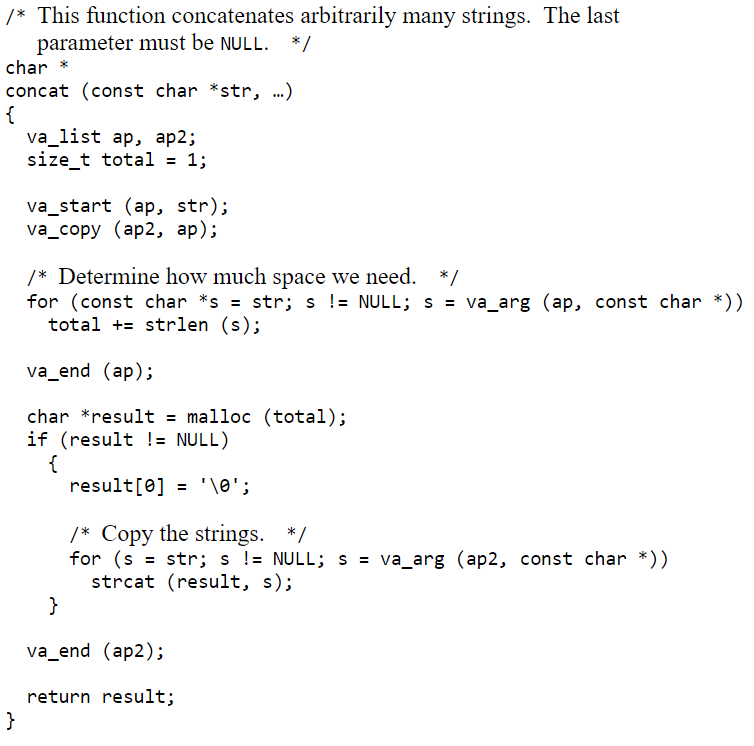 /* This function concatenates arbitrarily many strings. The last
   parameter must be NULL. */
char *
concat (const char *str, …)
{
  va_list ap, ap2;
  size_t total = 1;

  va_start (ap, str);
  va_copy (ap2, ap);

  /* Determine how much space we need. */
  for (const char *s = str; s != NULL; s = va_arg (ap, const char *))
    total += strlen (s);

  va_end (ap);

  char *result = malloc (total);
  if (result != NULL)
    {
      result[0] = '\0';

      /* Copy the strings. */
      for (s = str; s != NULL; s = va_arg (ap2, const char *))
        strcat (result, s);
    }

  va_end (ap2);

  return result;
}